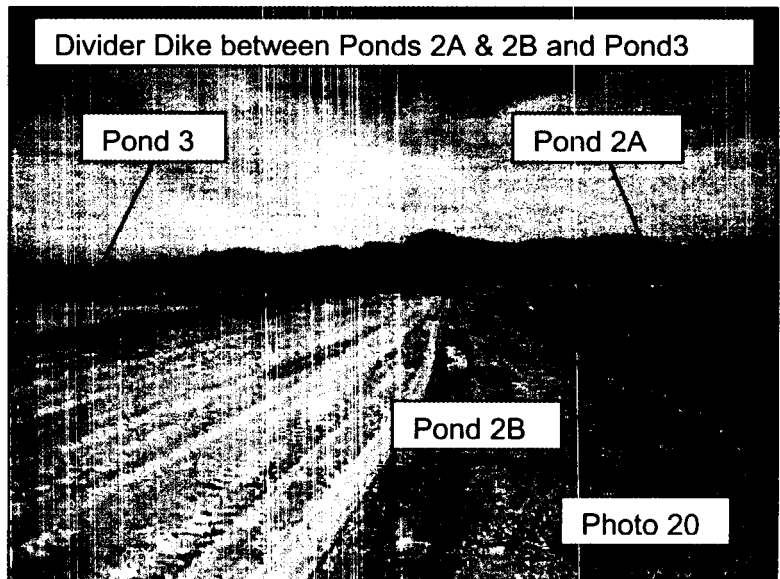 Divider Dike between Ponds 2A & 2B and Pond3
Pond 3
Pond 2A
Pond 2B
Photo 20